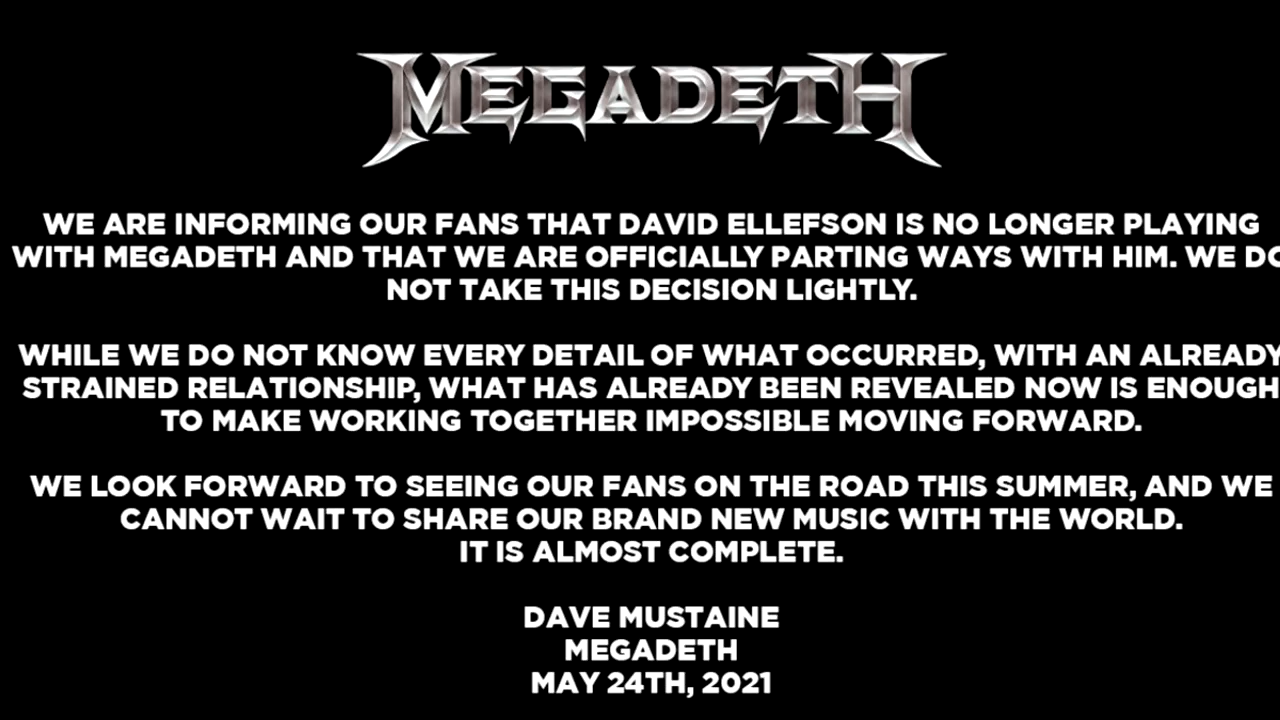 MEGADETH
WE ARE INFORMING OUR FANS THAT DAVID ELLEFSON IS NO LONGER PLAYING
WITH MEGADETH AND THAT WE ARE OFFICIALLY PARTING WAYS WITH HIM. WE DO
NOT TAKE THIS DECISION LIGHTLY.
WHILE WE DO NOT KNOW EVERY DETAIL OF WHAT OCCURRED, WITH AN ALREADY
STRAINED RELATIONSHIP, WHAT HAS ALREADY BEEN REVEALED NOW IS ENOUGH
TO MAKE WORKING TOGETHER IMPOSSIBLE MOVING FORWARD.
WE LOOK FORWARD TO SEEING OUR FANS ON THE ROAD THIS SUMMER, AND WE
CANNOT WAIT TO SHARE OUR BRAND NEW MUSIC WITH THE WORLD.
IT IS ALMOST COMPLETE.
DAVE MUSTAINE
MEGADETH
MAY 24TH, 2021